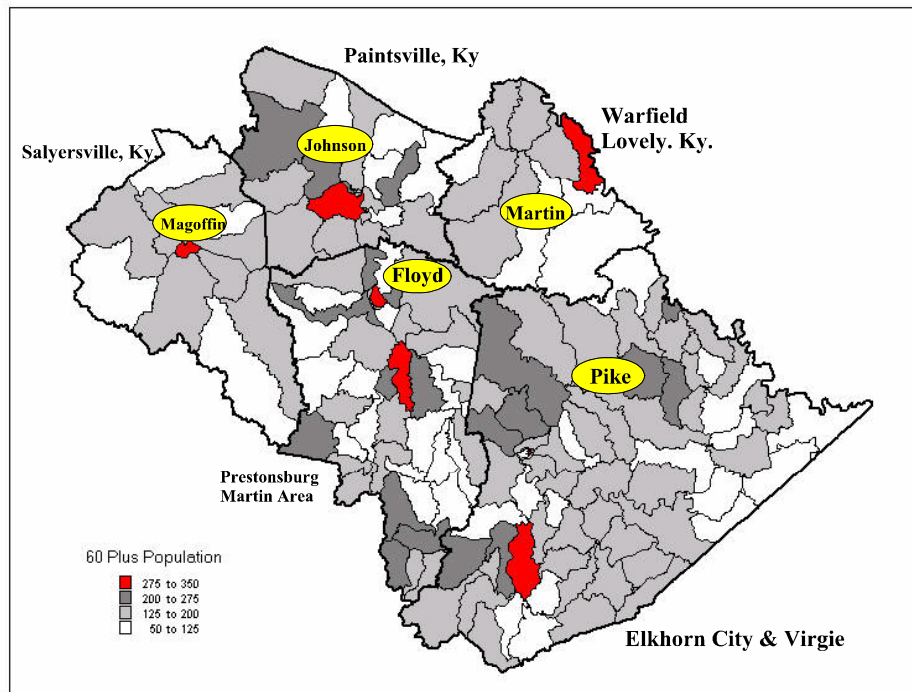 Paintsville, Ky
Warfield
Lovely. Ky.
Salyersville, Ky.
Johnson
Magoffin
Martin
Floyd
Pike
Prestonsburg
Martin Area
60 Plus Population
275 to 350
200 to 275
125 to 200
50 to 125
Elkhorn City & Virgie